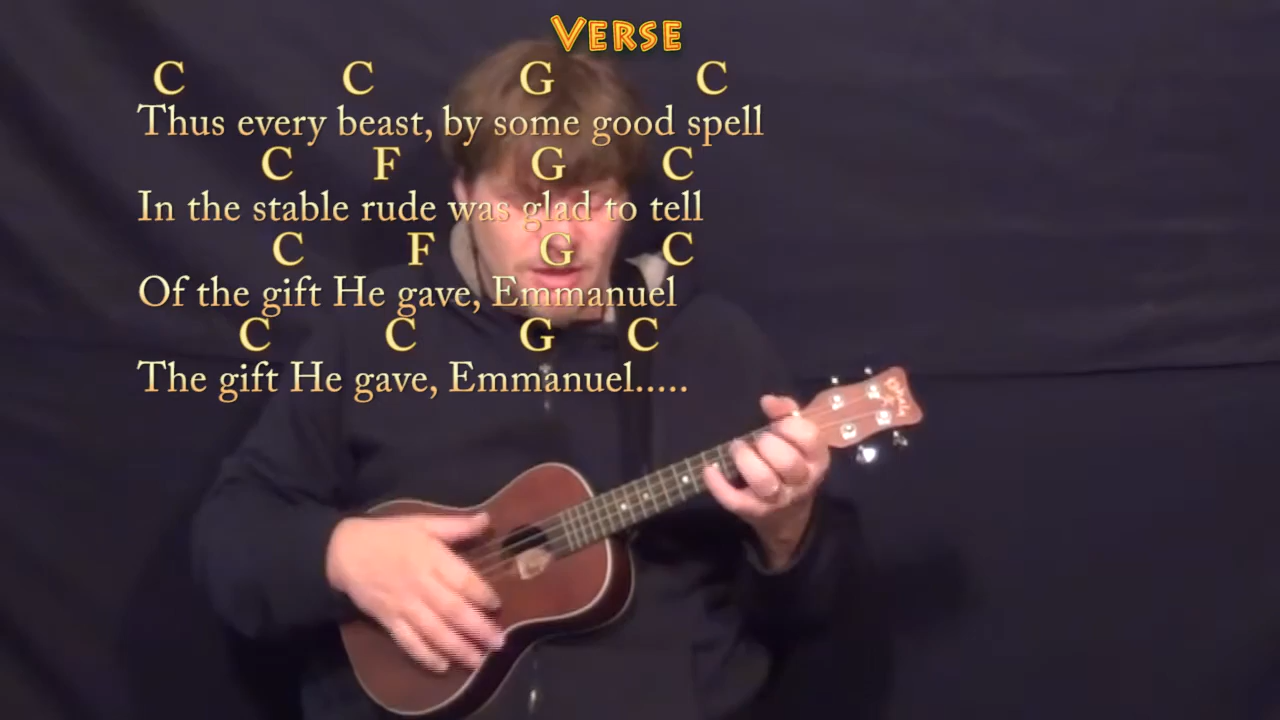 VERSE
C C G C
Thus every beast, by some good spell
C F G C
In the stable rude was glad to tell
C F G C
Of the gift He gave, Emmanuel
C C G C
The gift He gave, Emmanuel.....